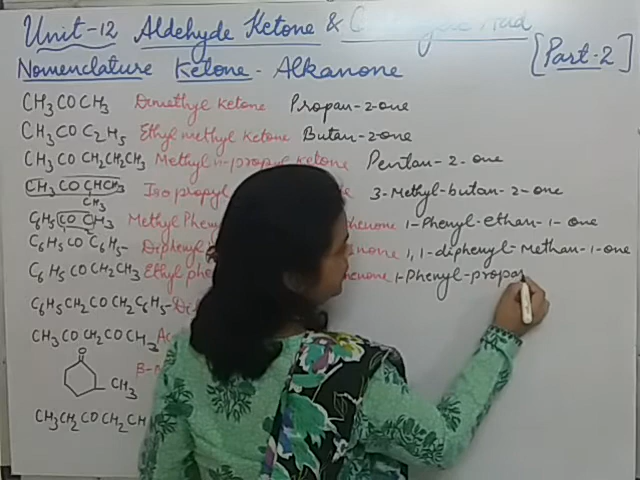 Unit-12 Aldehyde Ketone &
[Part-2]
Nomenclature Ketone - Alkanone
CH3COCH3 Dimethyl ketone Propan-2-one
CH3COC2H5 Ethyl methyl ketone Butan-2-one
CH3COCH2CH2CH3 Methyl n-propyl ketone Pentan-2-one
CH3COCHCH3 Isopropyl 3-Methyl-butan-2-one
CH3
C6H5COCH3 Methyl Phenyl 1-Phenyl-ethan-1-one
C6H5COC6H5- Diphenyl 1,1-diphenyl-Methan-1-one
C6H5COCH2CH3 Ethyl 1-Phenyl-propa
C6H5CH2COCH2C6H5-
CH3COCH2COCH3
O
CH3
CH3CH2COCH2CH